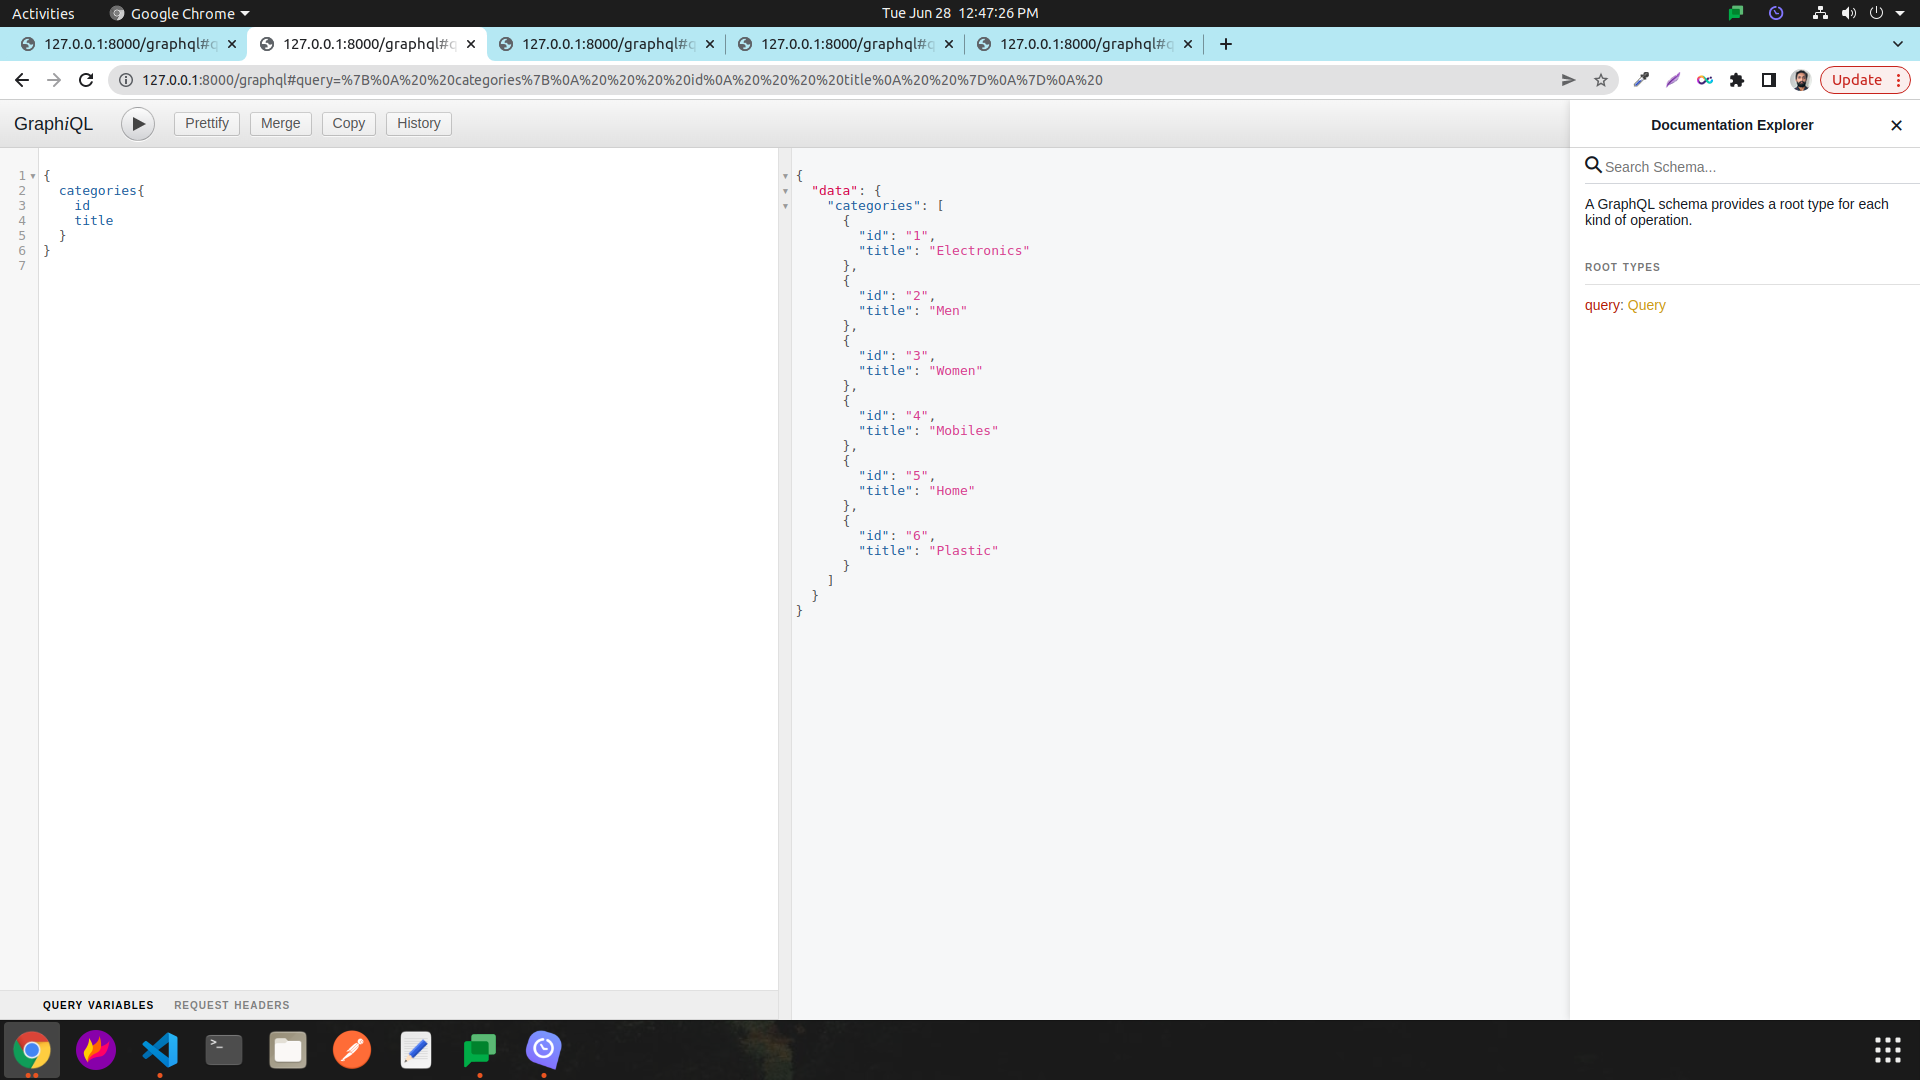 Activities
Google Chrome
Tue Jun 28 12:47:26 PM
127.0.0.1:8000/graphql#q
127.0.0.1:8000/graphql#q
127.0.0.1:8000/graphql#q
127.0.0.1:8000/graphql#q
127.0.0.1:8000/graphql#q
127.0.0.1:8000/graphql#query=%7B%0A%20%20categories%7B%0A%20%20%20%20id%0A%20%20%20%20title%0A%20%20%7D%0A%7D%0A%20
Update
GraphiQL
Prettify
Merge
Copy
History
1 {
2 categories{
3 id
4 title
5 }
6 }
7
{
"data": {
"categories": [
{
"id": "1",
"title": "Electronics"
},
{
"id": "2",
"title": "Men"
},
{
"id": "3",
"title": "Women"
},
{
"id": "4",
"title": "Mobiles"
},
{
"id": "5",
"title": "Home"
},
{
"id": "6",
"title": "Plastic"
}
]
}
}
Documentation Explorer
Search Schema...
A GraphQL schema provides a root type for each
kind of operation.
ROOT TYPES
query: Query
QUERY VARIABLES
REQUEST HEADERS
>_